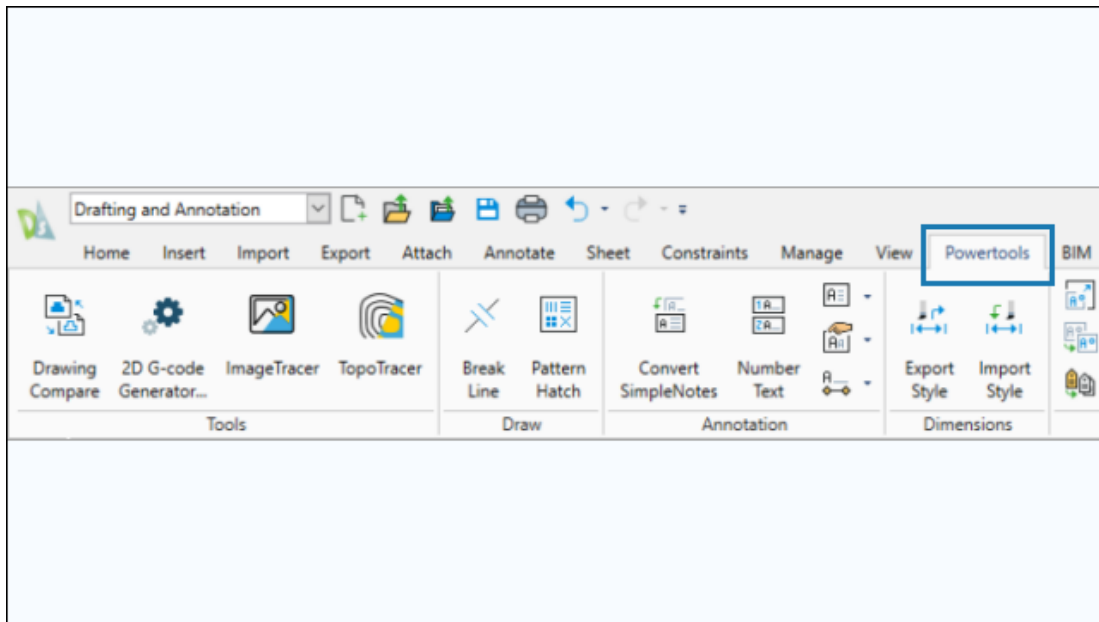 Drafting and Annotation
Home Insert Import Export Attach Annotate Sheet Constraints Manage View Powertools BIM
Drawing Compare
2D G-code Generator...
ImageTracer
TopoTracer
Break Line
Pattern Hatch
Convert SimpleNotes
Number Text
Export Style
Import Style
Tools Draw Annotation Dimensions